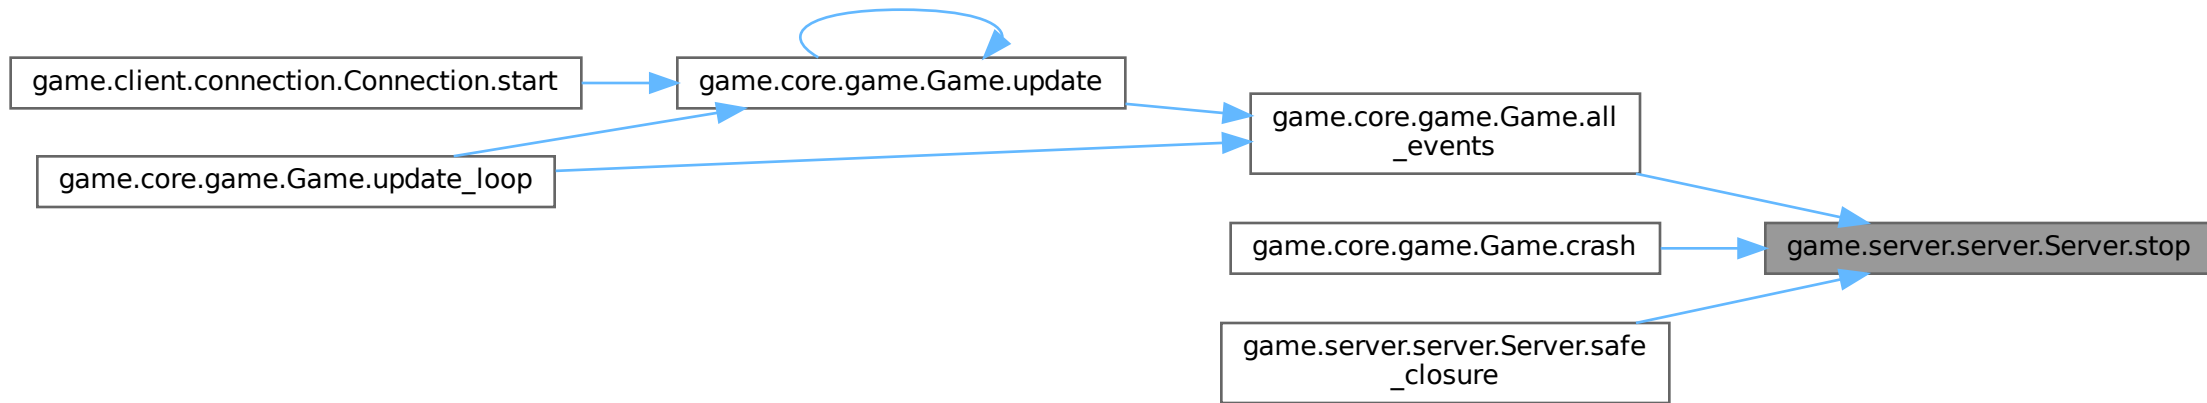 game.client.connection.Connection.start
game.core.game.Game.update
game.core.game.Game.all
_events
game.core.game.Game.update_loop
game.core.game.Game.crash
game.server.server.Server.stop
game.server.server.Server.safe
_closure